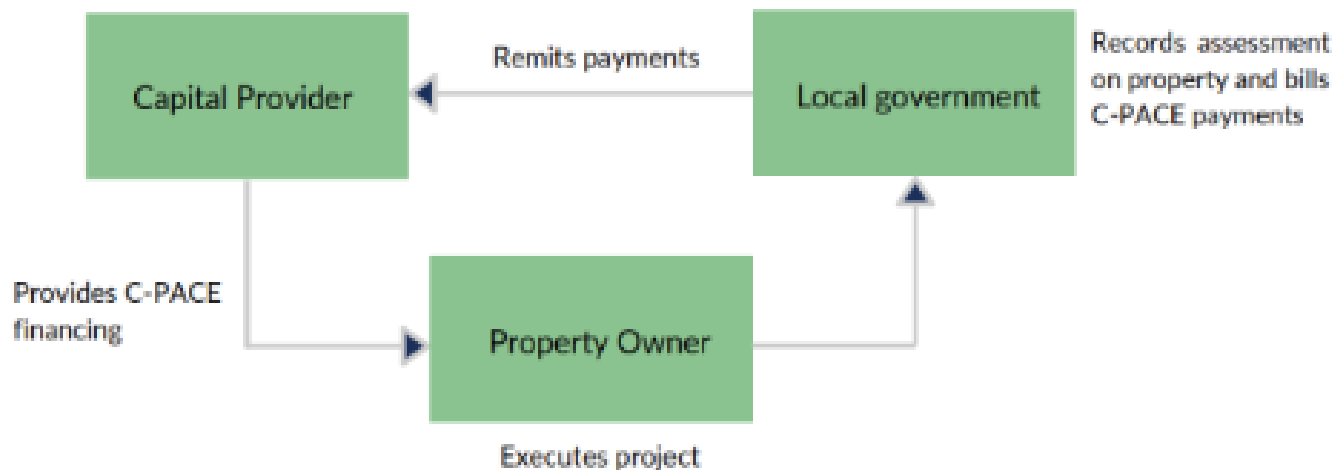 Capital Provider
Remits payments
Local government
Records assessment
on property and bills
C-PACE payments
Provides C-PACE
financing
Property Owner
Executes project